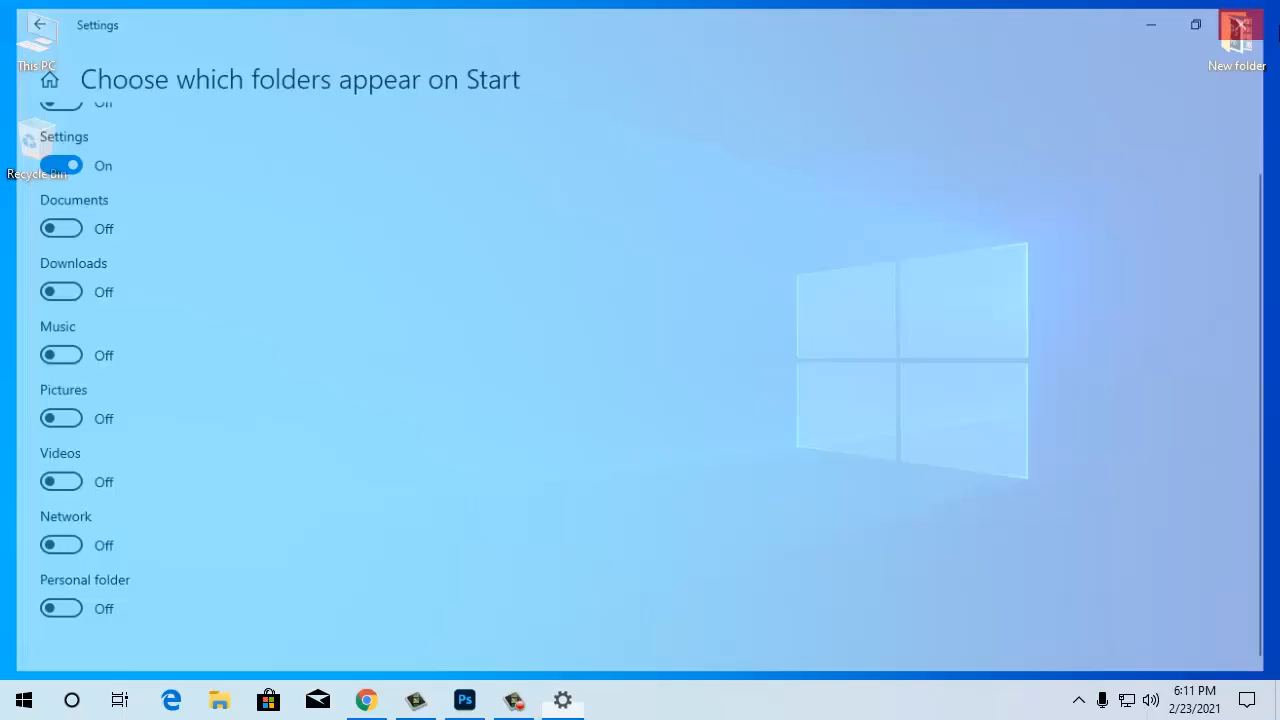 Settings
This PC
New folder
Choose which folders appear on Start
Settings
On
Recycle Bin
Documents
Off
Downloads
Off
Music
Off
Pictures
Off
Videos
Off
Network
Off
Personal folder
Off
Ps
6:11 PM
2/23/2021